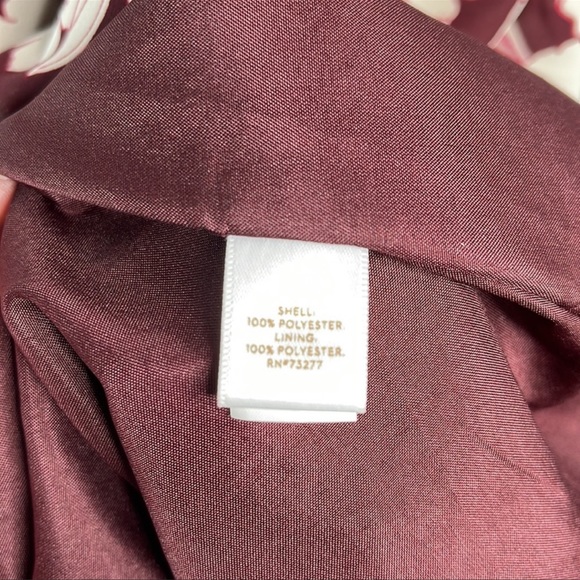 SHELL:
100% POLYESTER.
LINING:
100% POLYESTER.
RN#73277